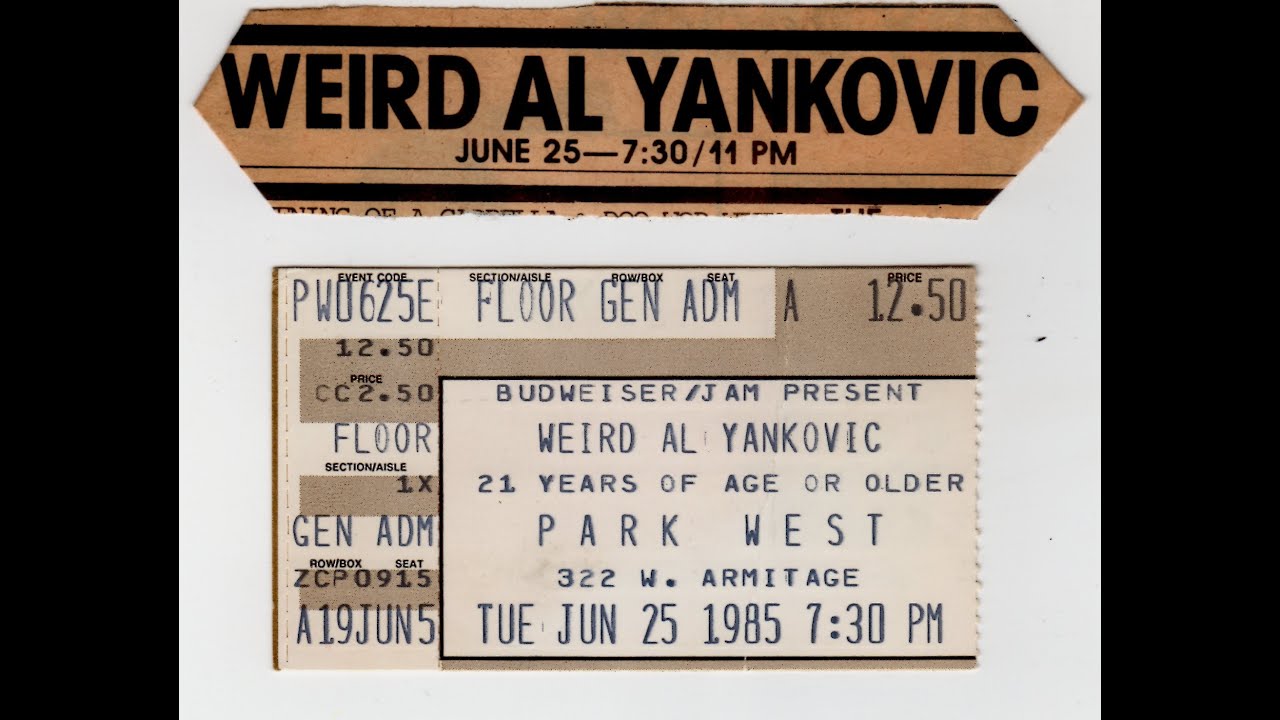 WEIRD AL YANKOVIC
JUNE 25—7:30/11 PM
EVENT CODE SECTION/AISLE ROW/BOX SEAT PRICE
PW0625E FLOOR GEN ADM A 12.50
12.50
PRICE
CC2.50
BUDWEISER/JAM PRESENT
FLOOR
WEIRD AL YANKOVIC
SECTION/AISLE
1X
21 YEARS OF AGE OR OLDER
GEN ADM
PARK WEST
ROW/BOX SEAT
ZCP0915
322 W. ARMITAGE
A19JUN5
TUE JUN 25 1985 7:30 PM